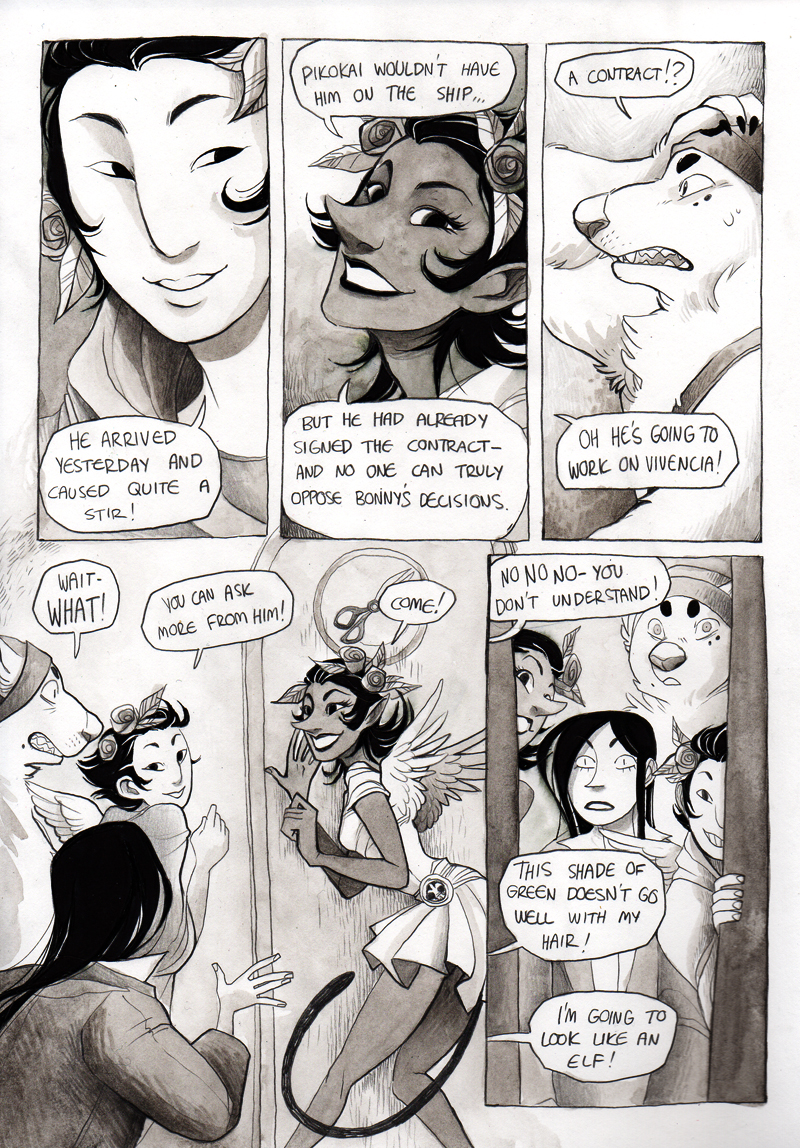 HE ARRIVED
YESTERDAY AND
CAUSED QUITE A
STIR!
PIKOKAI WOULDN'T HAVE
HIM ON THE SHIP...
BUT HE HAD ALREADY
SIGNED THE CONTRACT-
AND NO ONE CAN TRULY
OPPOSE BONNY'S DECISIONS.
A CONTRACT!?
OH HE'S GOING TO
WORK ON VIVENCIA!
WAIT-
WHAT!
YOU CAN ASK
MORE FROM HIM!
COME!
NO NO NO- YOU
DON'T UNDERSTAND!
THIS SHADE OF
GREEN DOESN'T GO
WELL WITH MY
HAIR!
I'M GOING TO
LOOK LIKE AN
ELF!